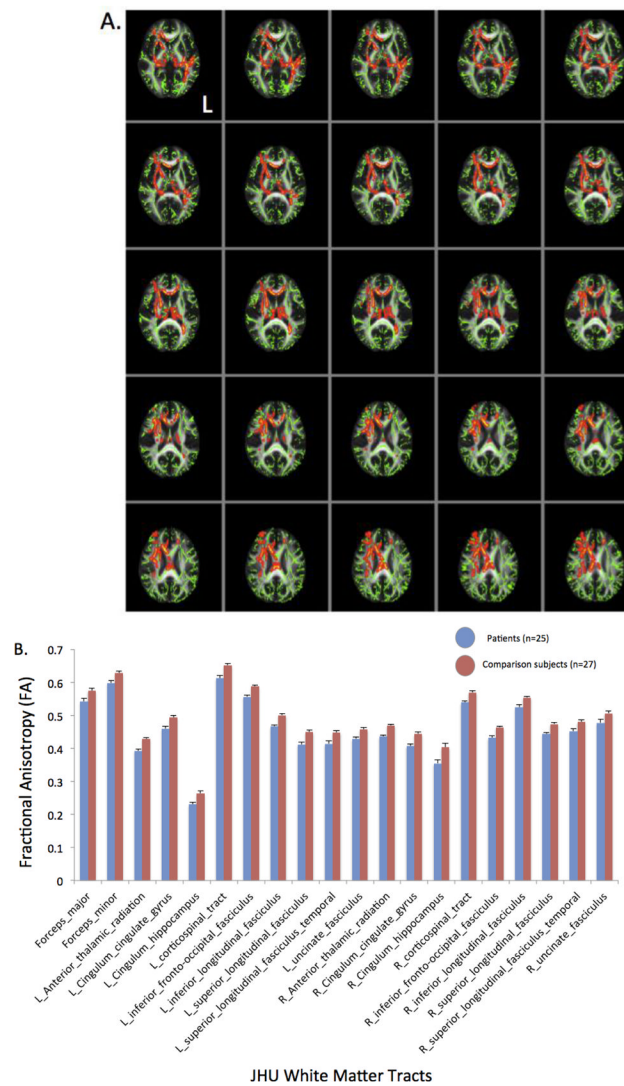 A.
L
B.
Patients (n=25)
Comparison subjects (n=27)
Fractional Anisotropy (FA)
0.7
0.6
0.5
0.4
0.3
0.2
0.1
0
Forceps_major
Forceps_minor
L_Anterior_thalamic_radiation
L_Cingulum_cingulate_gyrus
L_Cingulum_hippocampus
L_corticospinal_tract
L_inferior_fronto-occipital_fasciculus
L_inferior_longitudinal_fasciculus
L_superior_longitudinal_fasciculus
L_superior_longitudinal_fasciculus_temporal
L_uncinate_fasciculus
R_Anterior_thalamic_radiation
R_Cingulum_cingulate_gyrus
R_Cingulum_hippocampus
R_corticospinal_tract
R_inferior_fronto-occipital_fasciculus
R_inferior_longitudinal_fasciculus
R_superior_longitudinal_fasciculus
R_superior_longitudinal_fasciculus_temporal
R_uncinate_fasciculus
JHU White Matter Tracts